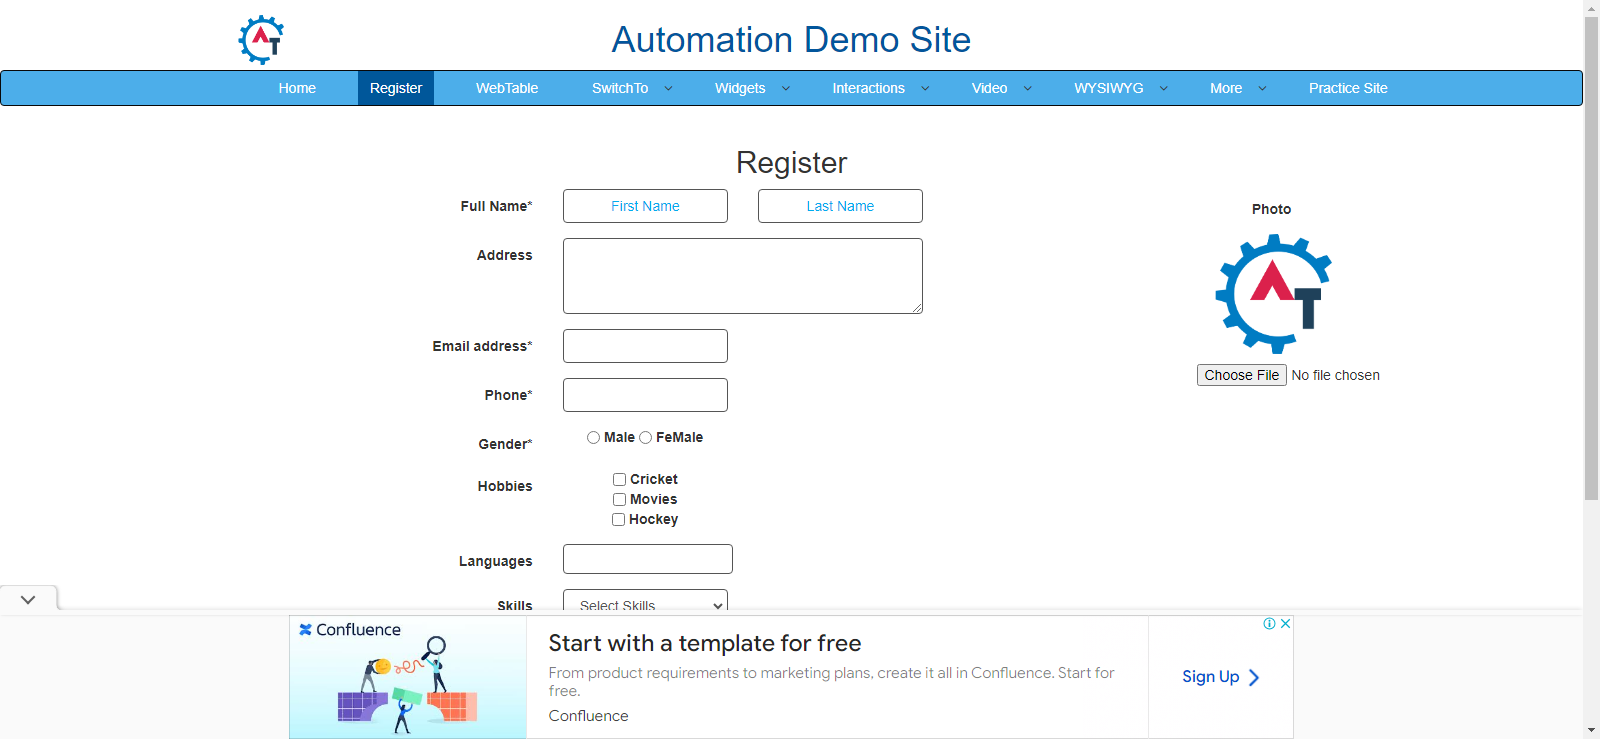 AT
Automation Demo Site
Home Register WebTable SwitchTo Widgets Interactions Video WYSIWYG More Practice Site
Register
Full Name* First Name Last Name
Photo
Address
AT
Email address*
Choose File No file chosen
Phone*
Gender* Male FeMale
Hobbies Cricket
Movies
Hockey
Languages
Skills Select Skills
Confluence
Start with a template for free
From product requirements to marketing plans, create it all in Confluence. Start for
free.
Sign Up
Confluence